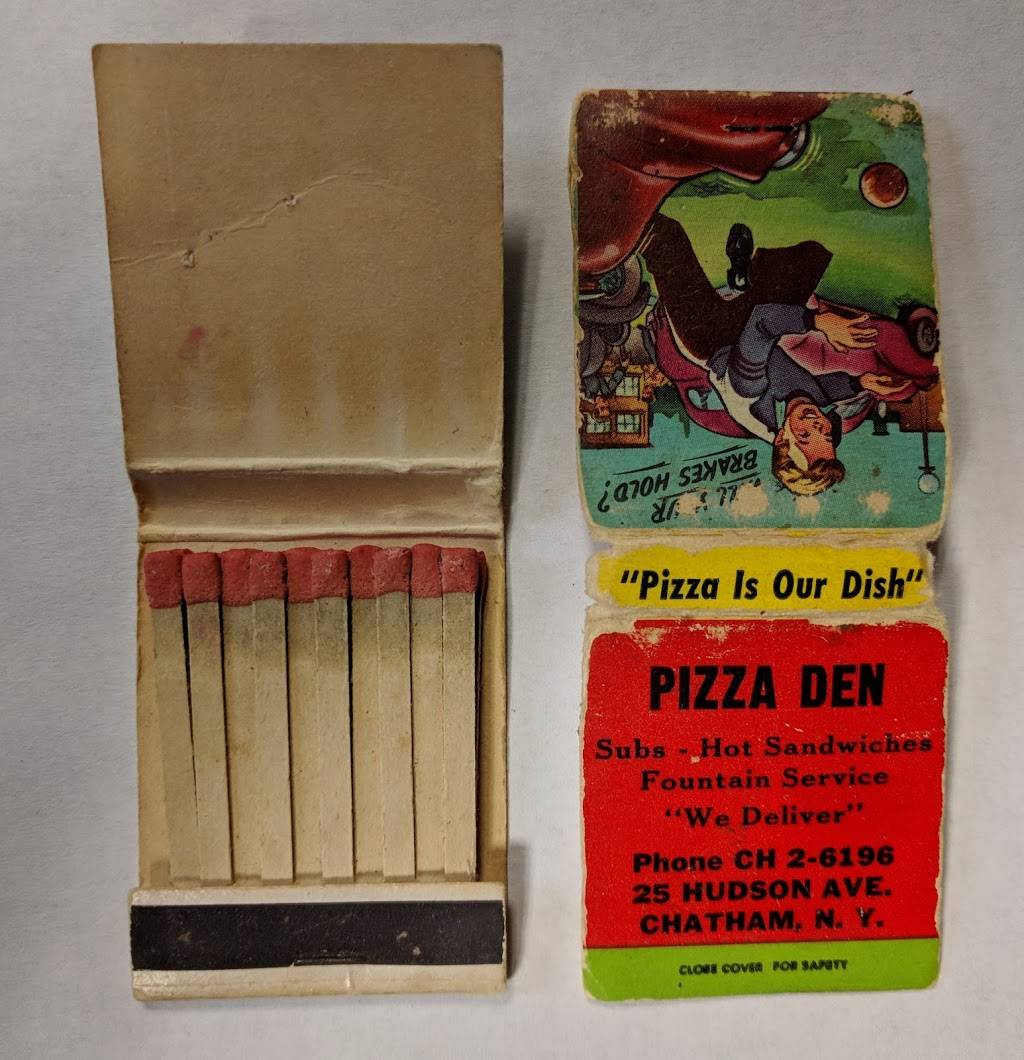 YOUR
BRAKES HOLD?
"Pizza Is Our Dish"
PIZZA DEN
Subs - Hot Sandwiches
Fountain Service
"We Deliver"
Phone CH 2-6196
25 HUDSON AVE.
CHATHAM, N. Y.
CLOSE COVER FOR SAFETY